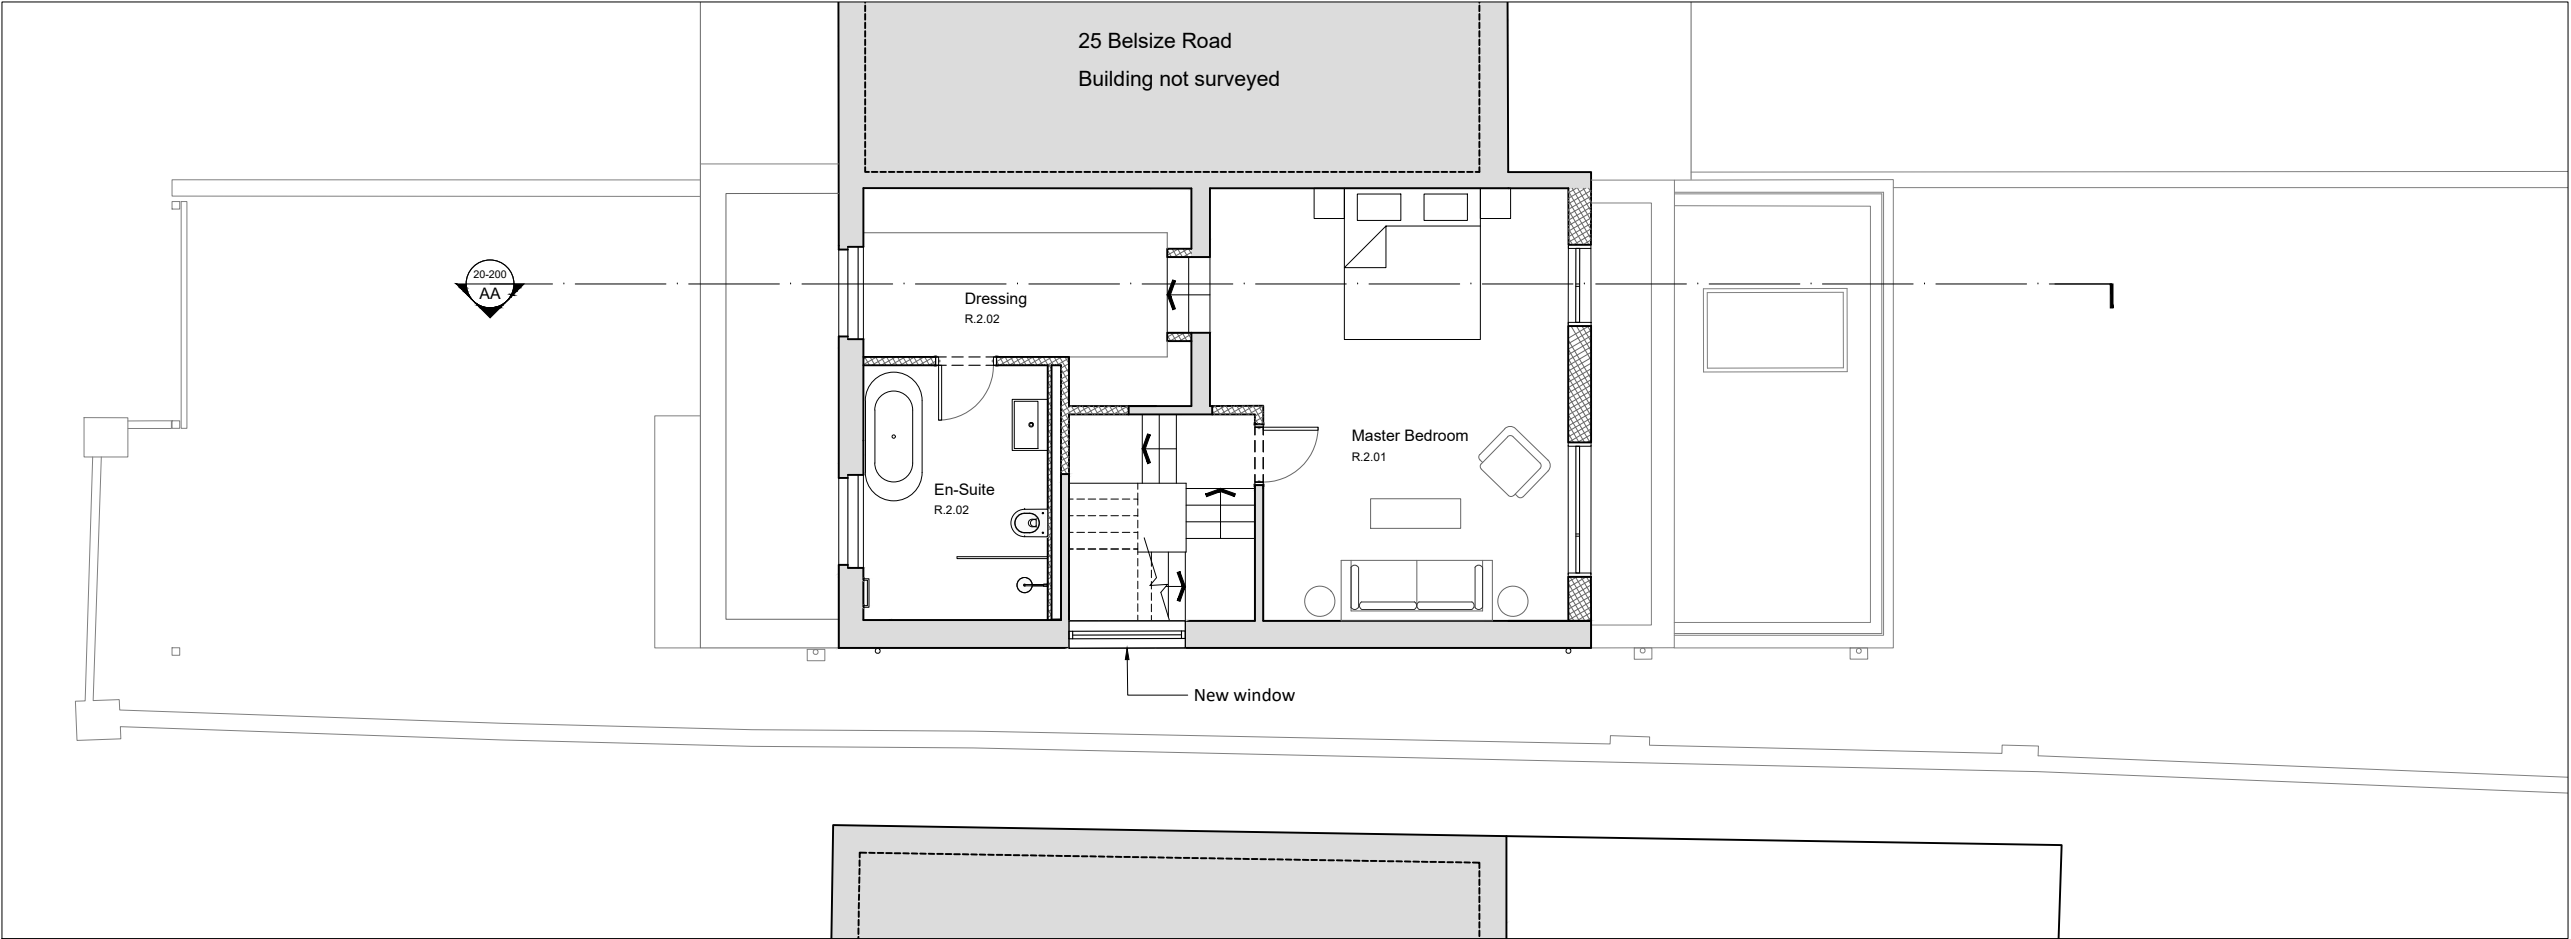 25 Belsize Road
Building not surveyed
20-200
AA
Dressing
R.2.02
Master Bedroom
R.2.01
En-Suite
R.2.02
New window